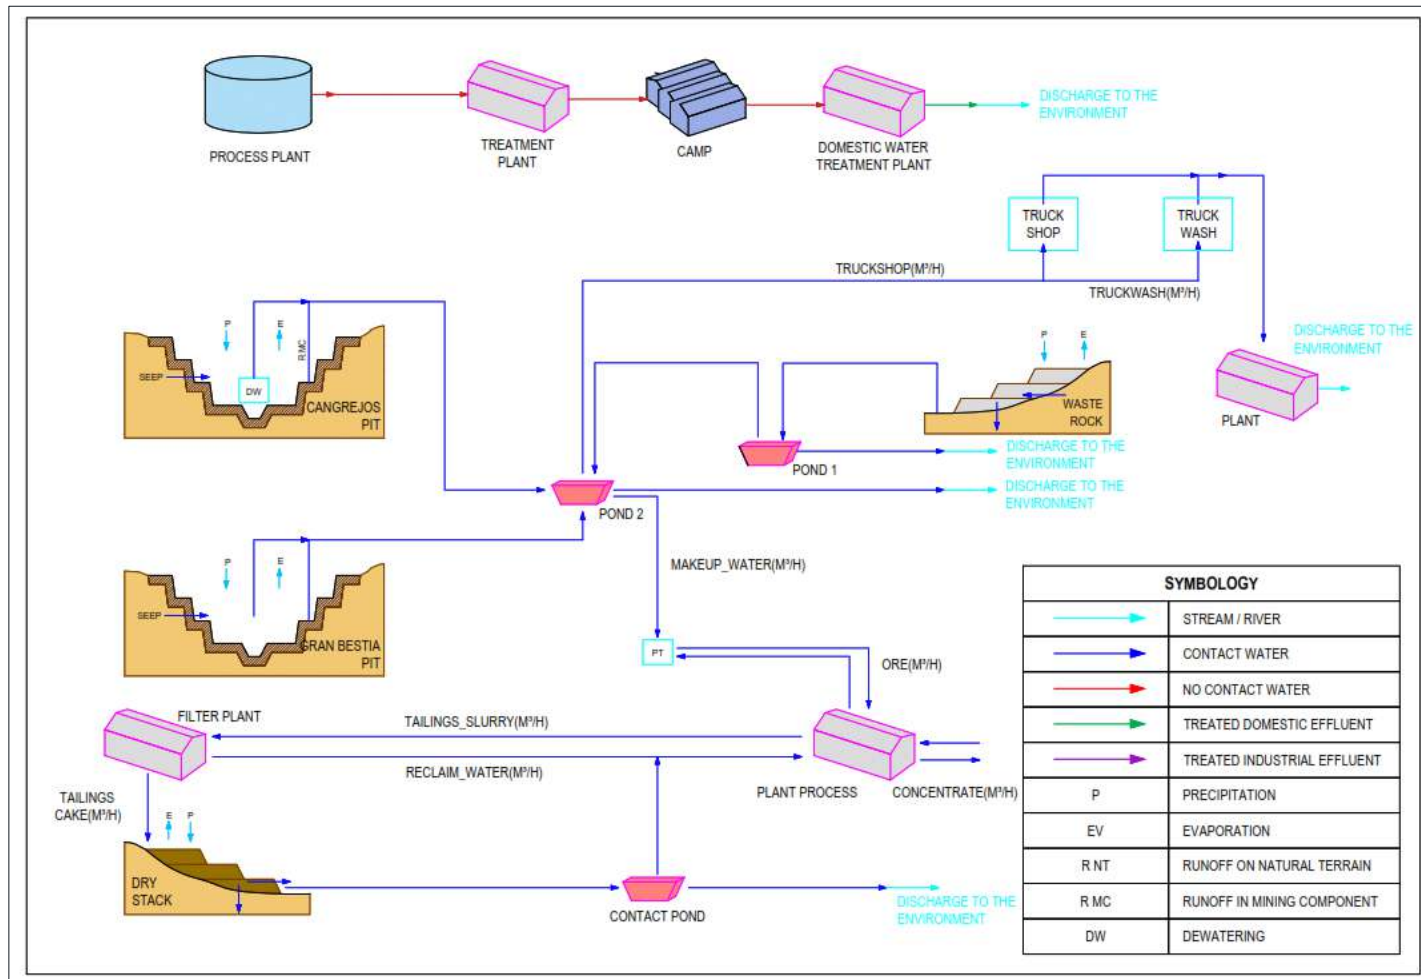 DISCHARGE TO THE
ENVIRONMENT
PROCESS PLANT
TREATMENT
PLANT
CAMP
DOMESTIC WATER
TREATMENT PLANT
TRUCK
SHOP
TRUCK
WASH
TRUCKSHOP(M³/H)
TRUCKWASH(M³/H)
P
E
R MC
SEEP
DW
CANGREJOS
PIT
P
E
WASTE
ROCK
DISCHARGE TO THE
ENVIRONMENT
PLANT
POND 1
DISCHARGE TO THE
ENVIRONMENT
POND 2
DISCHARGE TO THE
ENVIRONMENT
P
E
SEEP
GRAN BESTIA
PIT
MAKEUP_WATER(M³/H)
PT
ORE(M³/H)
FILTER PLANT
TAILINGS_SLURRY(M³/H)
RECLAIM_WATER(M³/H)
PLANT PROCESS
CONCENTRATE(M³/H)
TAILINGS
CAKE(M³/H)
E
P
DRY
STACK
CONTACT POND
DISCHARGE TO THE
ENVIRONMENT
SYMBOLOGY
STREAM / RIVER
CONTACT WATER
NO CONTACT WATER
TREATED DOMESTIC EFFLUENT
TREATED INDUSTRIAL EFFLUENT
P PRECIPITATION
EV EVAPORATION
R NT RUNOFF ON NATURAL TERRAIN
R MC RUNOFF IN MINING COMPONENT
DW DEWATERING